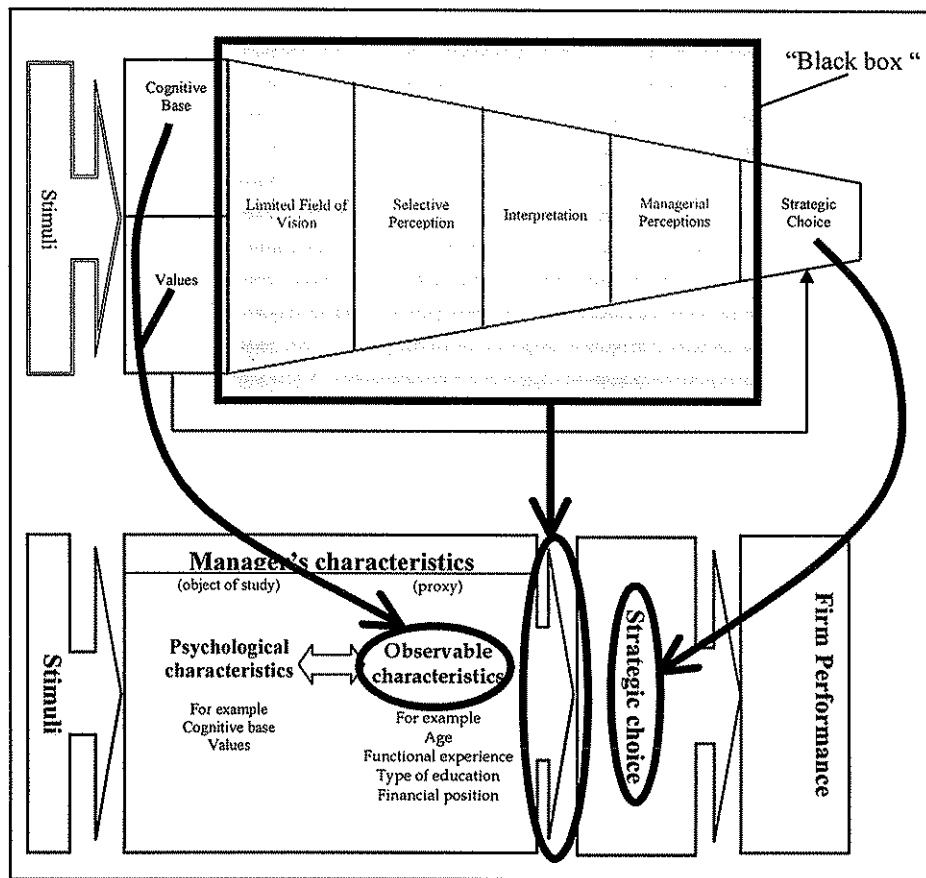 "Black box "
Cognitive
Base
Stimuli
Limited Field of
Vision
Selective
Perception
Interpretation
Managerial
Perceptions
Strategic
Choice
Values
Manager's characteristics
(object of study)
(proxy)
Stimuli
Psychological
characteristics
Observable
characteristics
For example
Cognitive base
Values
For example
Age
Functional experience
Type of education
Financial position
Strategic choice
Firm Performance